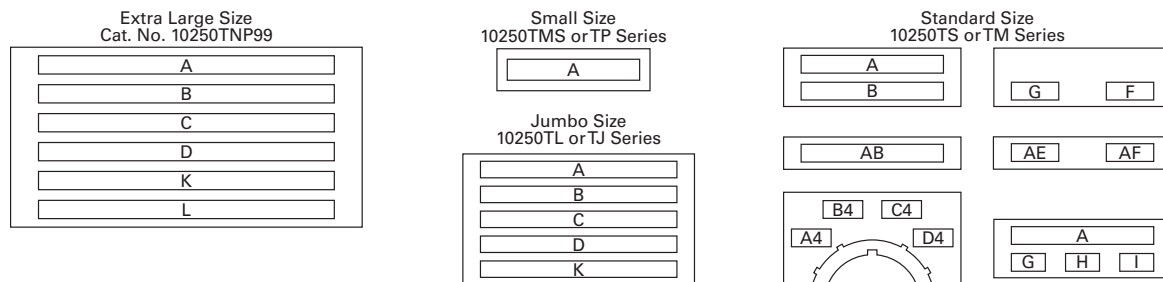 Extra Large Size
Cat. No. 10250TNP99
A
B
C
D
K
L
Small Size
10250TMS or TP Series
A
Jumbo Size
10250TL or TJ Series
A
B
C
D
K
Standard Size
10250TS or TM Series
A
B
G F
AB
AE AF
B4 C4
A4 D4
A
G H I